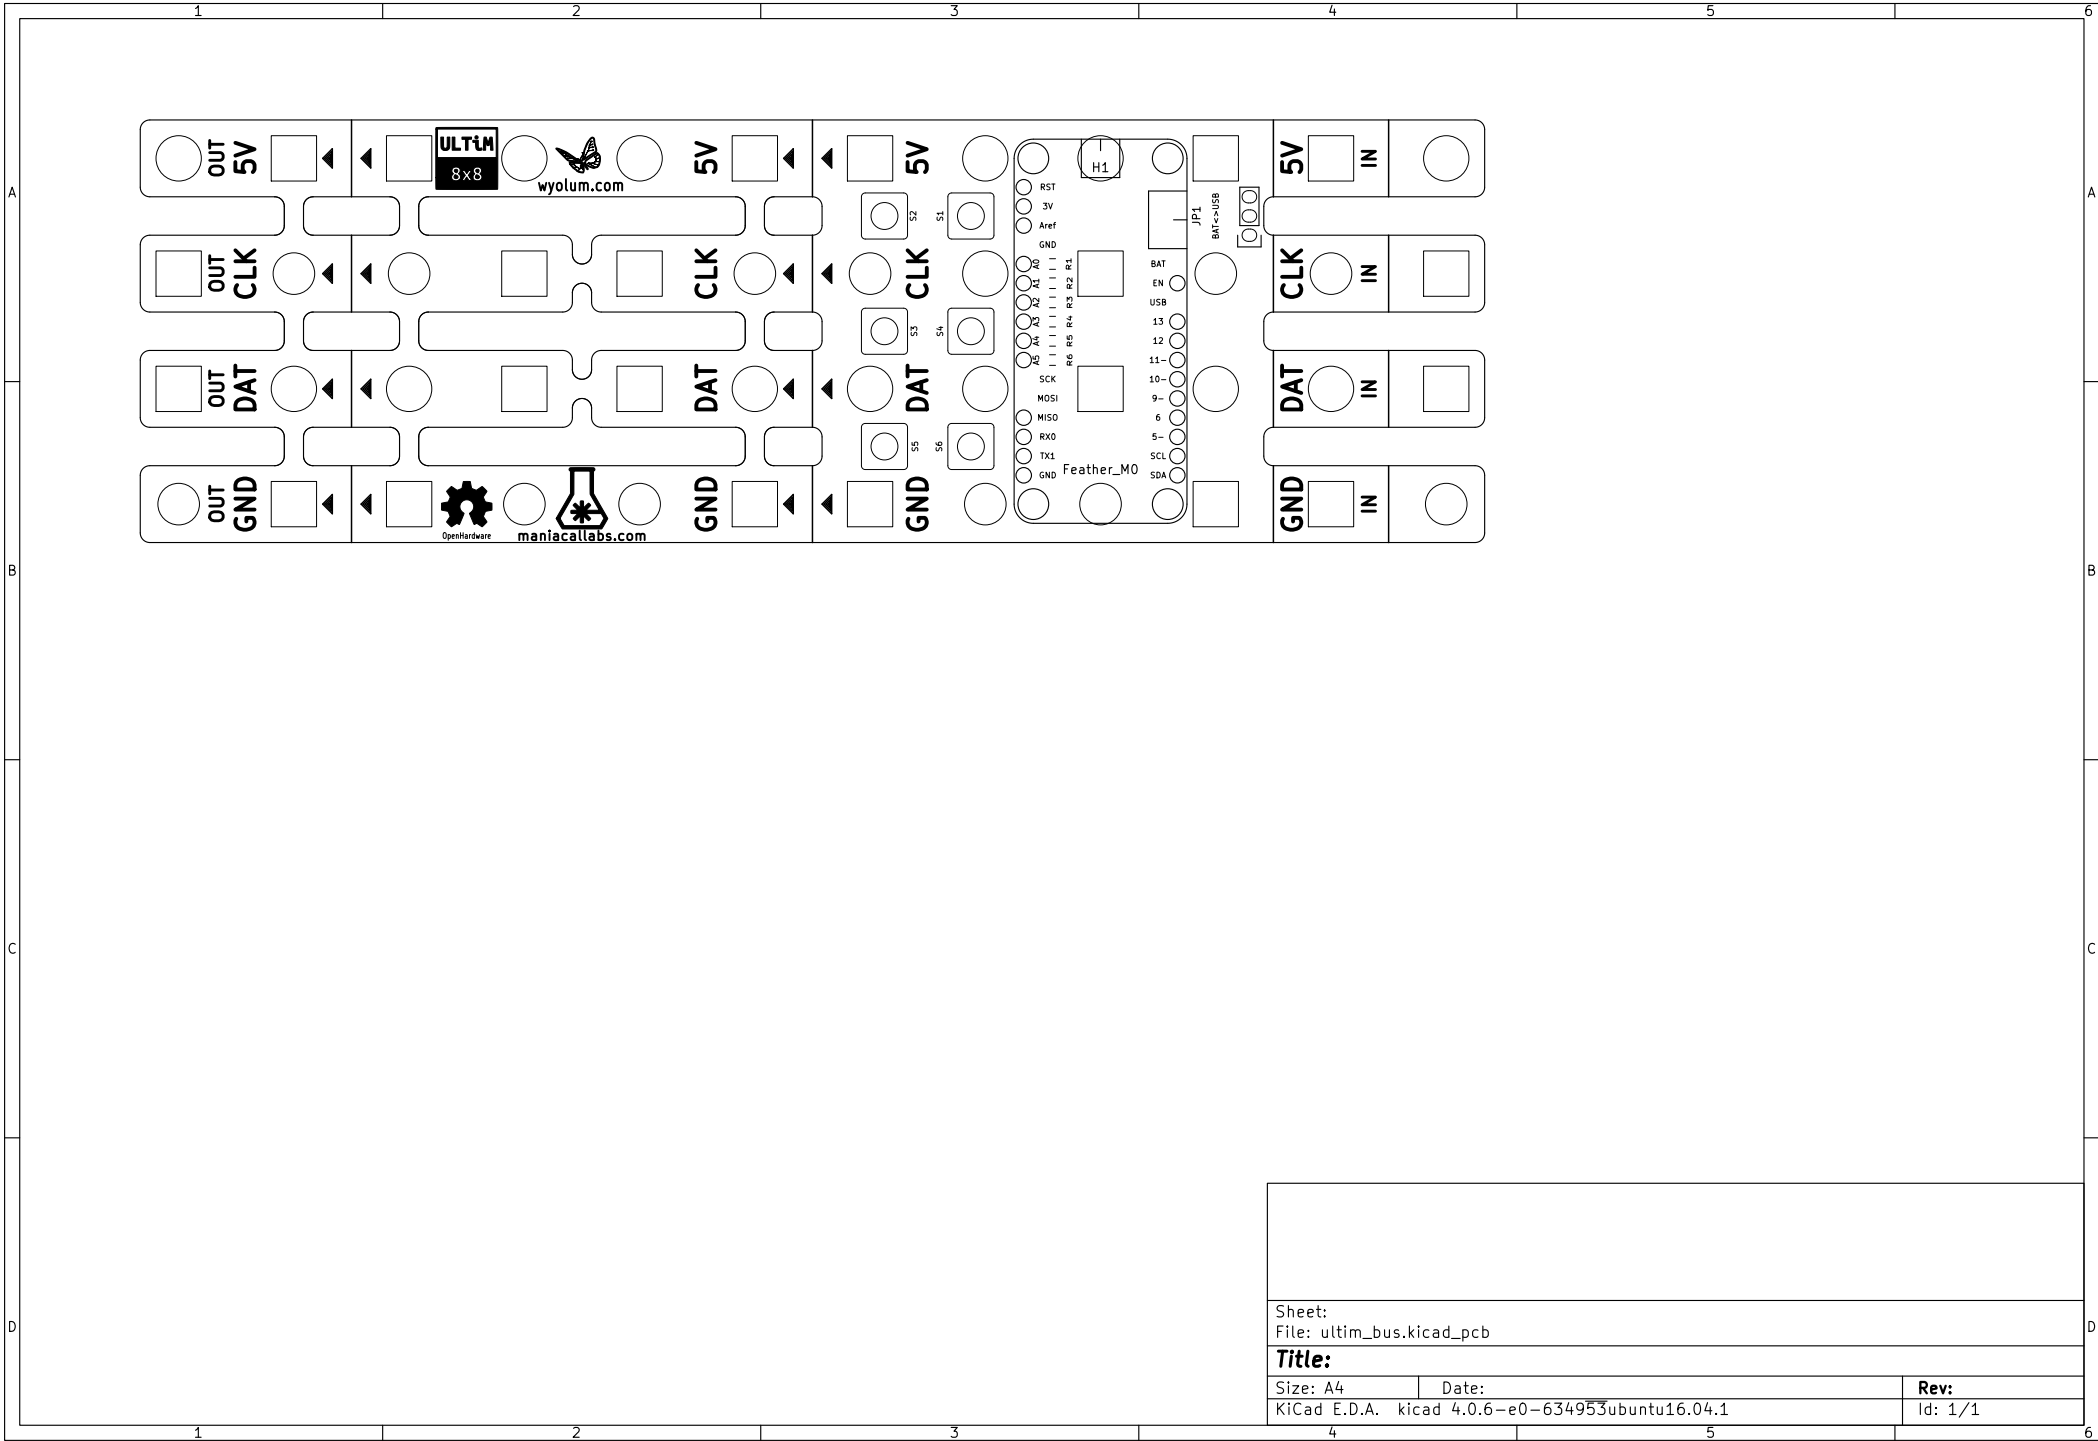 1 2 3 4 5 6
A A
B B
C C
D D
OUT 5V
ULTiM
8x8
wyolum.com
5V
5V
5V IN
OUT CLK
CLK
CLK
CLK IN
OUT DAT
DAT
DAT
DAT IN
OUT GND
OpenHardware
maniacallabs.com
GND
GND
GND IN
S2 S1
S3 S4
S5 S6
H1
RST
3V
Aref
GND
A0 R1
A1 R2
A2 R3
A3 R4
A4 R5
A5 R6
SCK
MOSI
MISO
RX0
TX1
GND
Feather_M0
BAT
EN
USB
13
12
11-
10-
9-
6
5-
SCL
SDA
JP1
BAT<>USB
Sheet:
File: ultim_bus.kicad_pcb
Title:
Size: A4 Date: Rev:
KiCad E.D.A. kicad 4.0.6-e0-634953ubuntu16.04.1 Id: 1/1
1 2 3 4 5 6